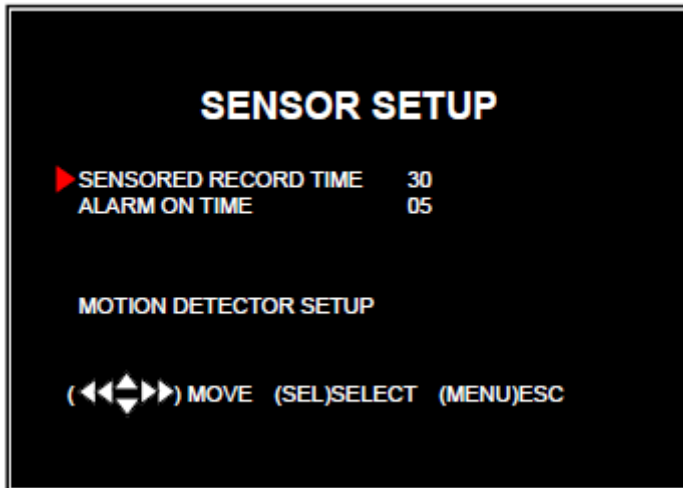 SENSOR SETUP
SENSORED RECORD TIME 30
ALARM ON TIME 05
MOTION DETECTOR SETUP
(◀◀▲▼▶▶) MOVE (SEL)SELECT (MENU)ESC